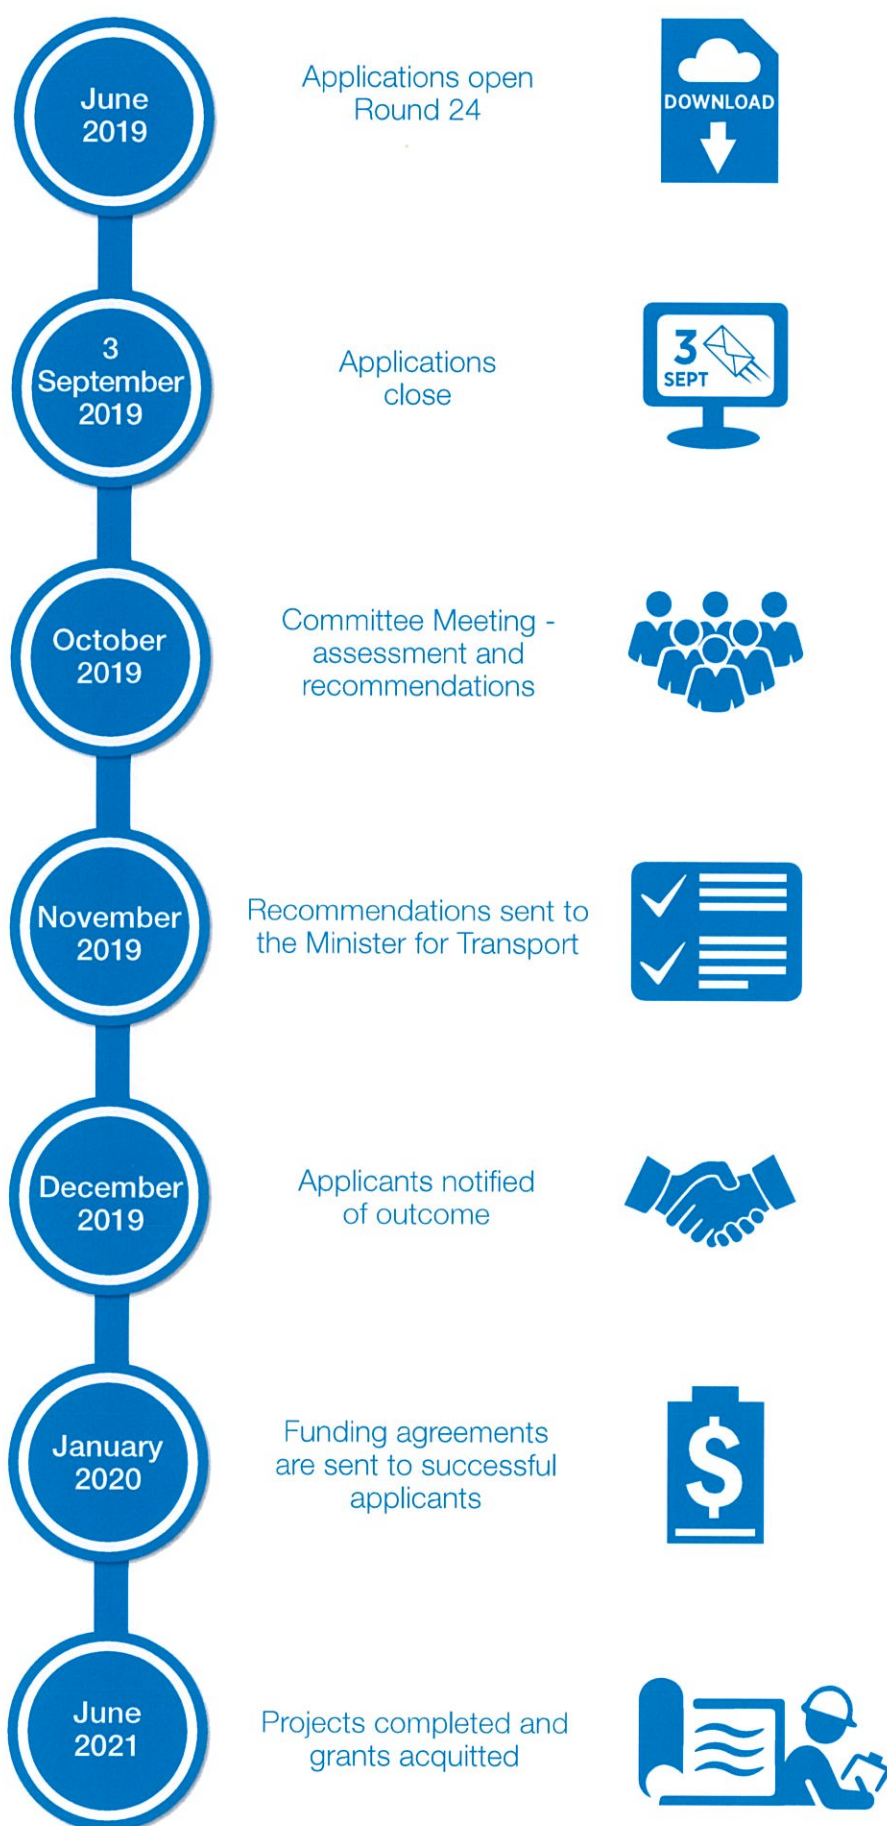 June
2019
Applications open
Round 24
DOWNLOAD
3
September
2019
Applications
close
3
SEPT
October
2019
Committee Meeting -
assessment and
recommendations
November
2019
Recommendations sent to
the Minister for Transport
December
2019
Applicants notified
of outcome
January
2020
Funding agreements
are sent to successful
applicants
$
June
2021
Projects completed and
grants acquitted